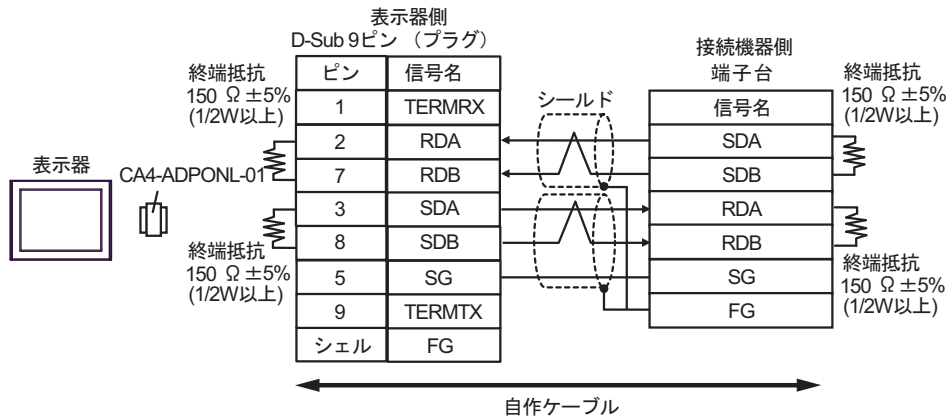 表示器側
D-Sub 9ピン （プラグ）
接続機器側
端子台
終端抵抗
150 Ω ±5%
(1/2W以上)
ピン 信号名
1 TERMRX
2 RDA
7 RDB
3 SDA
8 SDB
5 SG
9 TERMTX
シェル FG
シールド
信号名
SDA
SDB
RDA
RDB
SG
FG
終端抵抗
150 Ω ±5%
(1/2W以上)
表示器
CA4-ADPONL-01
終端抵抗
150 Ω ±5%
(1/2W以上)
終端抵抗
150 Ω ±5%
(1/2W以上)
自作ケーブル